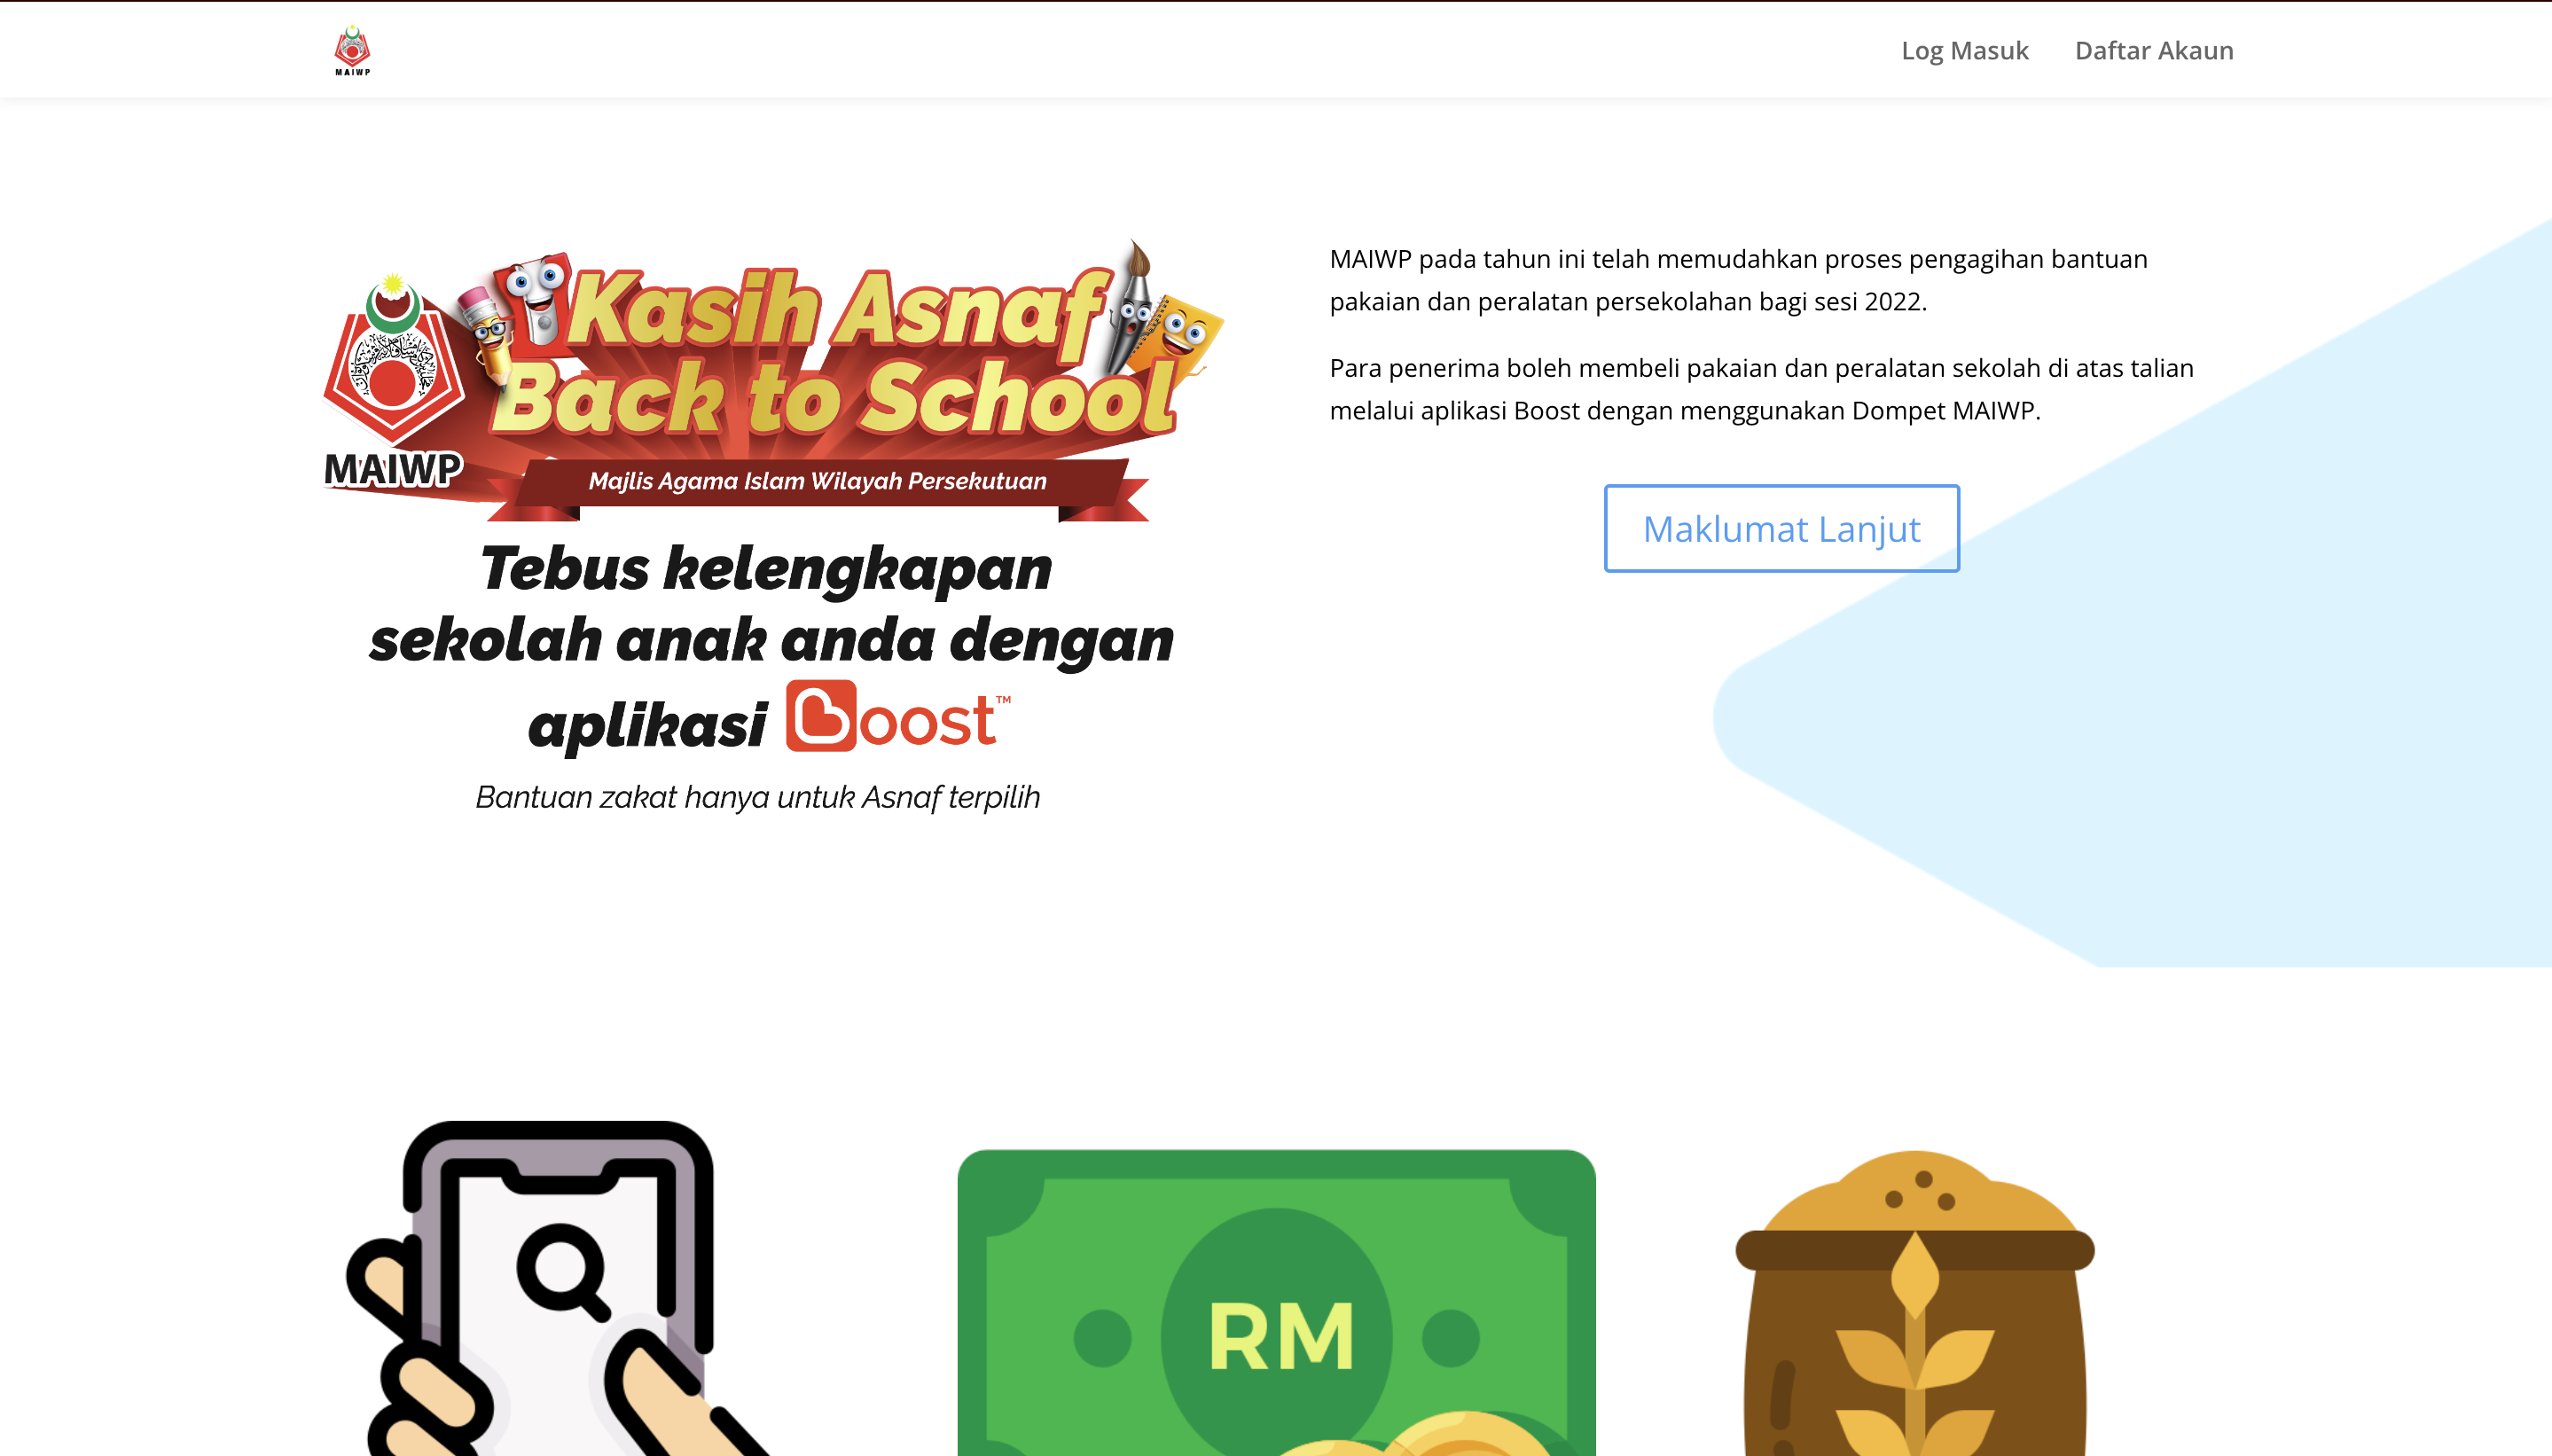 MAIWP
Log Masuk
Daftar Akaun
Kasih Asnaf
Back to School
MAIWP
Majlis Agama Islam Wilayah Persekutuan
Tebus kelengkapan
sekolah anak anda dengan
aplikasi Boost™
Bantuan zakat hanya untuk Asnaf terpilih
MAIWP pada tahun ini telah memudahkan proses pengagihan bantuan
pakaian dan peralatan persekolahan bagi sesi 2022.
Para penerima boleh membeli pakaian dan peralatan sekolah di atas talian
melalui aplikasi Boost dengan menggunakan Dompet MAIWP.
Maklumat Lanjut
RM